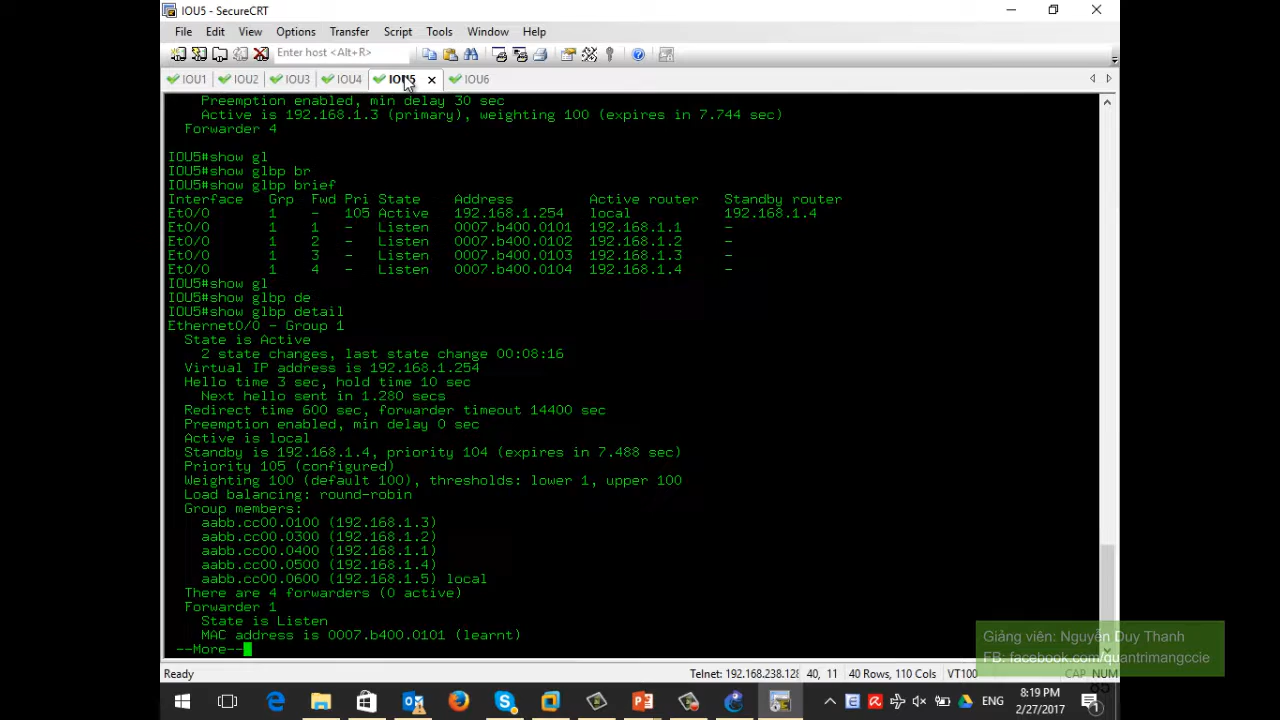 IOU5 - SecureCRT
File Edit View Options Transfer Script Tools Window Help
Enter host <Alt+R>
IOU1 IOU2 IOU3 IOU4 IOU5 IOU6
Preemption enabled, min delay 30 sec
Active is 192.168.1.3 (primary), weighting 100 (expires in 7.744 sec)
Forwarder 4
IOU5#show gl
IOU5#show glbp br
IOU5#show glbp brief
Interface Grp Fwd Pri State Address Active router Standby router
Et0/0 1 - 105 Active 192.168.1.254 local 192.168.1.4
Et0/0 1 1 - Listen 0007.b400.0101 192.168.1.1 -
Et0/0 1 2 - Listen 0007.b400.0102 192.168.1.2 -
Et0/0 1 3 - Listen 0007.b400.0103 192.168.1.3 -
Et0/0 1 4 - Listen 0007.b400.0104 192.168.1.4 -
IOU5#show gl
IOU5#show glbp de
IOU5#show glbp detail
Ethernet0/0 - Group 1
State is Active
2 state changes, last state change 00:08:16
Virtual IP address is 192.168.1.254
Hello time 3 sec, hold time 10 sec
Next hello sent in 1.280 secs
Redirect time 600 sec, forwarder timeout 14400 sec
Preemption enabled, min delay 0 sec
Active is local
Standby is 192.168.1.4, priority 104 (expires in 7.488 sec)
Priority 105 (configured)
Weighting 100 (default 100), thresholds: lower 1, upper 100
Load balancing: round-robin
Group members:
aabb.cc00.0100 (192.168.1.3)
aabb.cc00.0300 (192.168.1.2)
aabb.cc00.0400 (192.168.1.1)
aabb.cc00.0500 (192.168.1.4)
aabb.cc00.0600 (192.168.1.5) local
There are 4 forwarders (0 active)
Forwarder 1
State is Listen
MAC address is 0007.b400.0101 (learnt)
--More--
Giảng viên: Nguyễn Duy Thanh
FB: facebook.com/quantrimangccie
Ready Telnet: 192.168.238.128 40, 11 40 Rows, 110 Cols VT100 CAP NUM
ENG 8:19 PM
2/27/2017